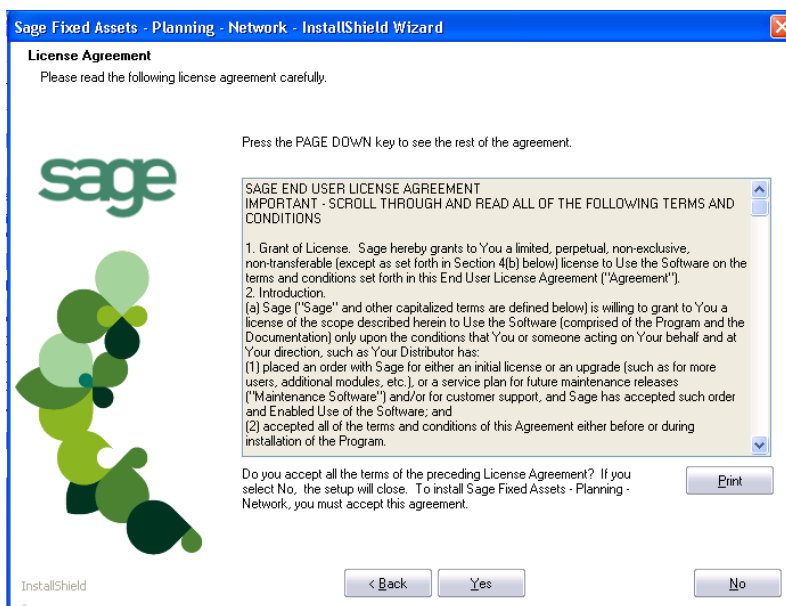 Sage Fixed Assets - Planning - Network - InstallShield Wizard
License Agreement
Please read the following license agreement carefully.
Press the PAGE DOWN key to see the rest of the agreement.
sage
SAGE END USER LICENSE AGREEMENT
IMPORTANT - SCROLL THROUGH AND READ ALL OF THE FOLLOWING TERMS AND
CONDITIONS
1. Grant of License.  Sage hereby grants to You a limited, perpetual, non-exclusive,
non-transferable (except as set forth in Section 4(b) below) license to Use the Software on the
terms and conditions set forth in this End User License Agreement ("Agreement").
2. Introduction.
(a) Sage ("Sage" and other capitalized terms are defined below) is willing to grant to You a
license of the scope described herein to Use the Software (comprised of the Program and the
Documentation) only upon the conditions that You or someone acting on Your behalf and at
Your direction, such as Your Distributor has:
(1) placed an order with Sage for either an initial license or an upgrade (such as for more
users, additional modules, etc.), or a service plan for future maintenance releases
("Maintenance Software") and/or for customer support, and Sage has accepted such order
and Enabled Use of the Software; and
(2) accepted all of the terms and conditions of this Agreement either before or during
installation of the Program.
Do you accept all the terms of the preceding License Agreement?  If you
select No,  the setup will close.  To install Sage Fixed Assets - Planning -
Network, you must accept this agreement.
Print
InstallShield
< Back
Yes
No